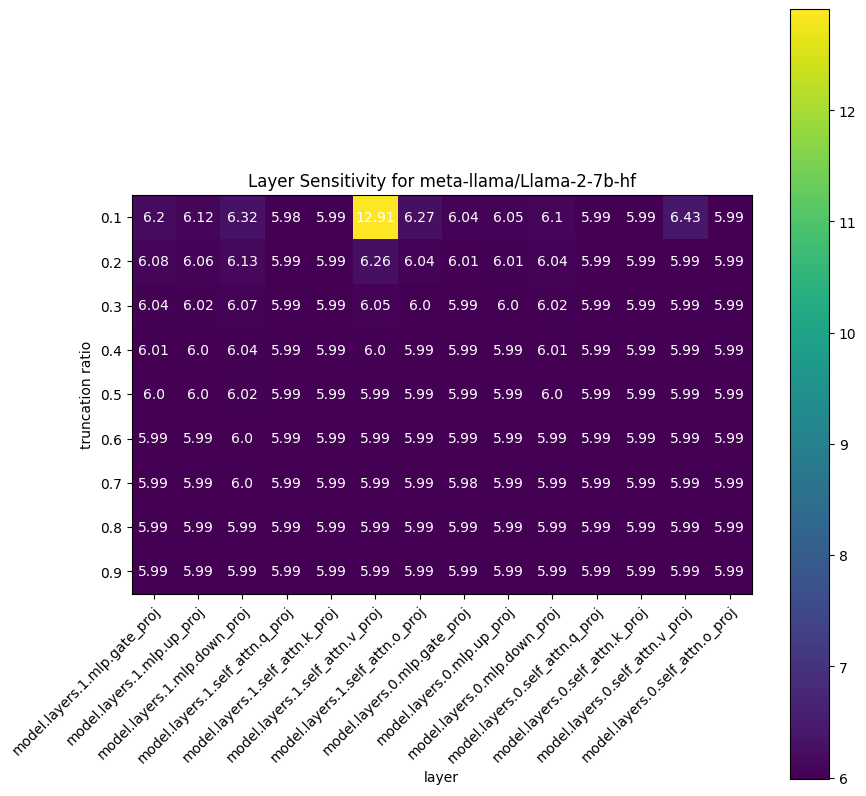 Layer Sensitivity for meta-llama/Llama-2-7b-hf
truncation ratio
0.1 6.2 6.12 6.32 5.98 5.99 12.91 6.27 6.04 6.05 6.1 5.99 5.99 6.43 5.99
0.2 6.08 6.06 6.13 5.99 5.99 6.26 6.04 6.01 6.01 6.04 5.99 5.99 5.99 5.99
0.3 6.04 6.02 6.07 5.99 5.99 6.05 6.0 5.99 6.0 6.02 5.99 5.99 5.99 5.99
0.4 6.01 6.0 6.04 5.99 5.99 6.0 5.99 5.99 5.99 6.01 5.99 5.99 5.99 5.99
0.5 6.0 6.0 6.02 5.99 5.99 5.99 5.99 5.99 5.99 6.0 5.99 5.99 5.99 5.99
0.6 5.99 5.99 6.0 5.99 5.99 5.99 5.99 5.99 5.99 5.99 5.99 5.99 5.99 5.99
0.7 5.99 5.99 6.0 5.99 5.99 5.99 5.99 5.98 5.99 5.99 5.99 5.99 5.99 5.99
0.8 5.99 5.99 5.99 5.99 5.99 5.99 5.99 5.99 5.99 5.99 5.99 5.99 5.99 5.99
0.9 5.99 5.99 5.99 5.99 5.99 5.99 5.99 5.99 5.99 5.99 5.99 5.99 5.99 5.99
model.layers.1.mlp.gate_proj
model.layers.1.mlp.up_proj
model.layers.1.mlp.down_proj
model.layers.1.self_attn.q_proj
model.layers.1.self_attn.k_proj
model.layers.1.self_attn.v_proj
model.layers.1.self_attn.o_proj
model.layers.0.mlp.gate_proj
model.layers.0.mlp.up_proj
model.layers.0.mlp.down_proj
model.layers.0.self_attn.q_proj
model.layers.0.self_attn.k_proj
model.layers.0.self_attn.v_proj
model.layers.0.self_attn.o_proj
layer
12
11
10
9
8
7
6